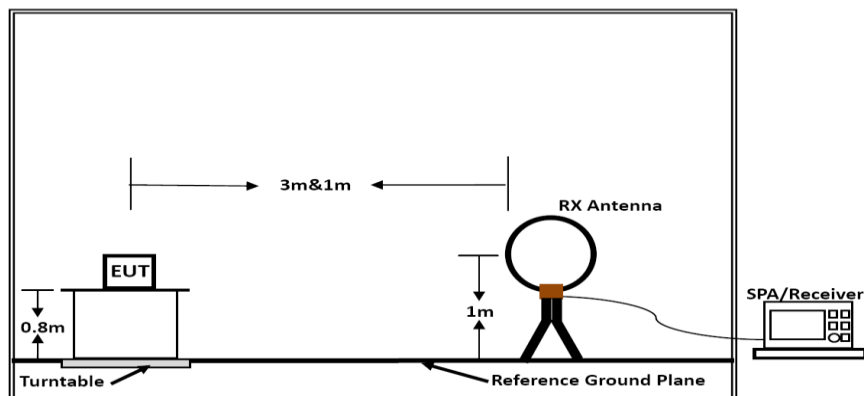 3m&1m
RX Antenna
EUT
SPA/Receiver
0.8m
1m
Turntable
Reference Ground Plane